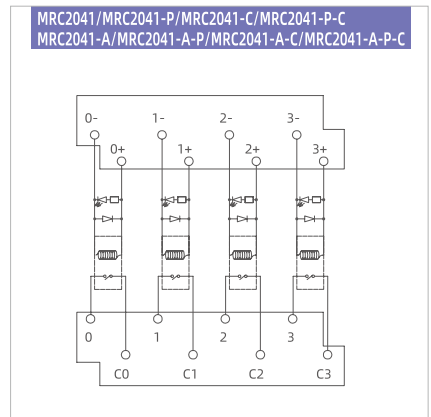 MRC2041/MRC2041-P/MRC2041-C/MRC2041-P-C
MRC2041-A/MRC2041-A-P/MRC2041-A-C/MRC2041-A-P-C
0- 1- 2- 3-
0+ 1+ 2+ 3+
0 1 2 3
C0 C1 C2 C3